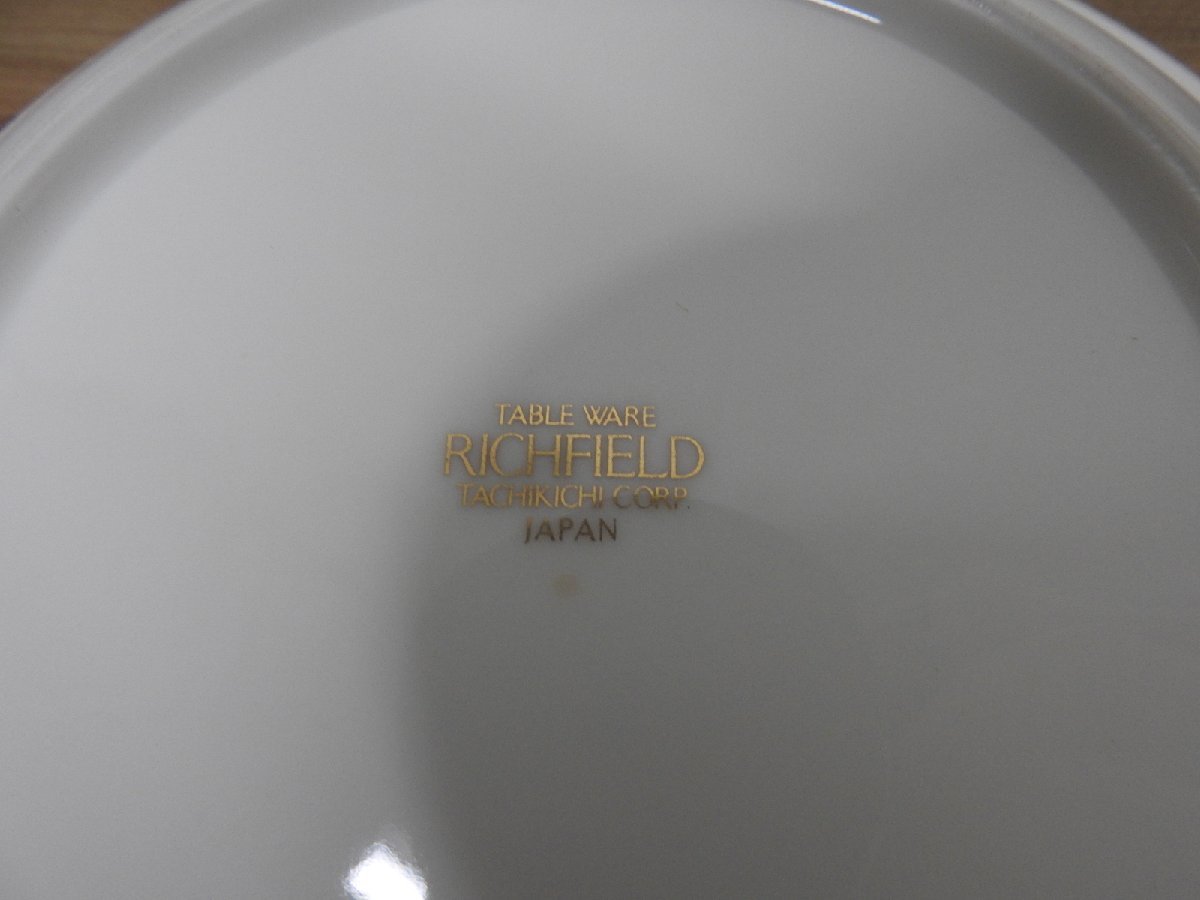 TABLE WARE
RICHFIELD
TACHIKICHI CORP.
JAPAN